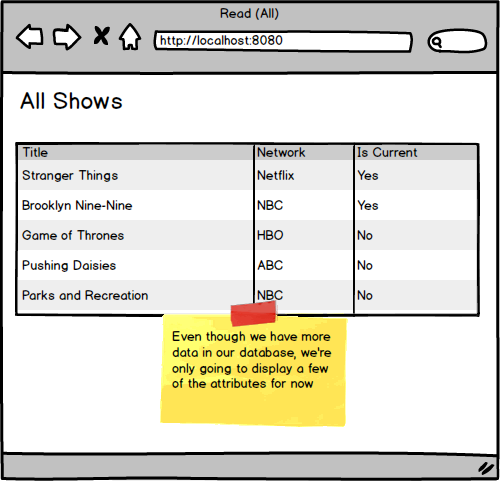 Read (All)
http://localhost:8080
All Shows
Title Network Is Current
Stranger Things Netflix Yes
Brooklyn Nine-Nine NBC Yes
Game of Thrones HBO No
Pushing Daisies ABC No
Parks and Recreation NBC No
Even though we have more
data in our database, we're
only going to display a few
of the attributes for now